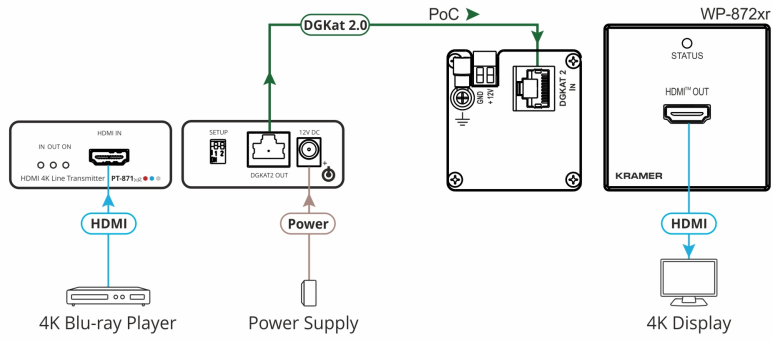 DGKat 2.0
PoC
WP-872xr
STATUS
HDMI™ OUT
KRAMER
GND
+ 12V
DGKAT 2
IN
HDMI IN
IN OUT ON
HDMI 4K Line Transmitter PT-871xr
SETUP
1 2
12V DC
+
DGKAT2 OUT
HDMI
Power
HDMI
4K Blu-ray Player
Power Supply
4K Display